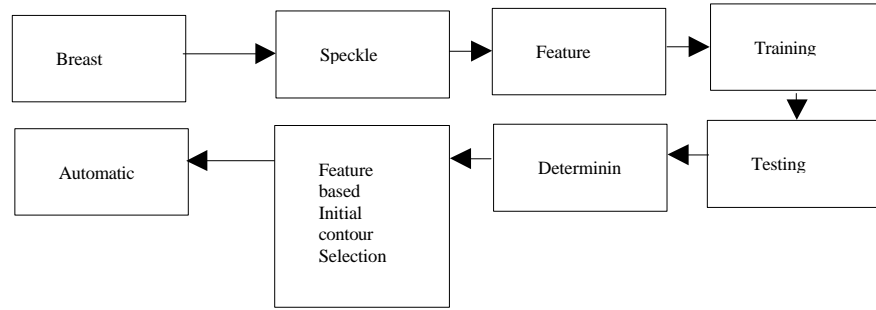 Breast
Speckle
Feature
Training
Testing
Determinin
Feature
based
Initial
contour
Selection
Automatic